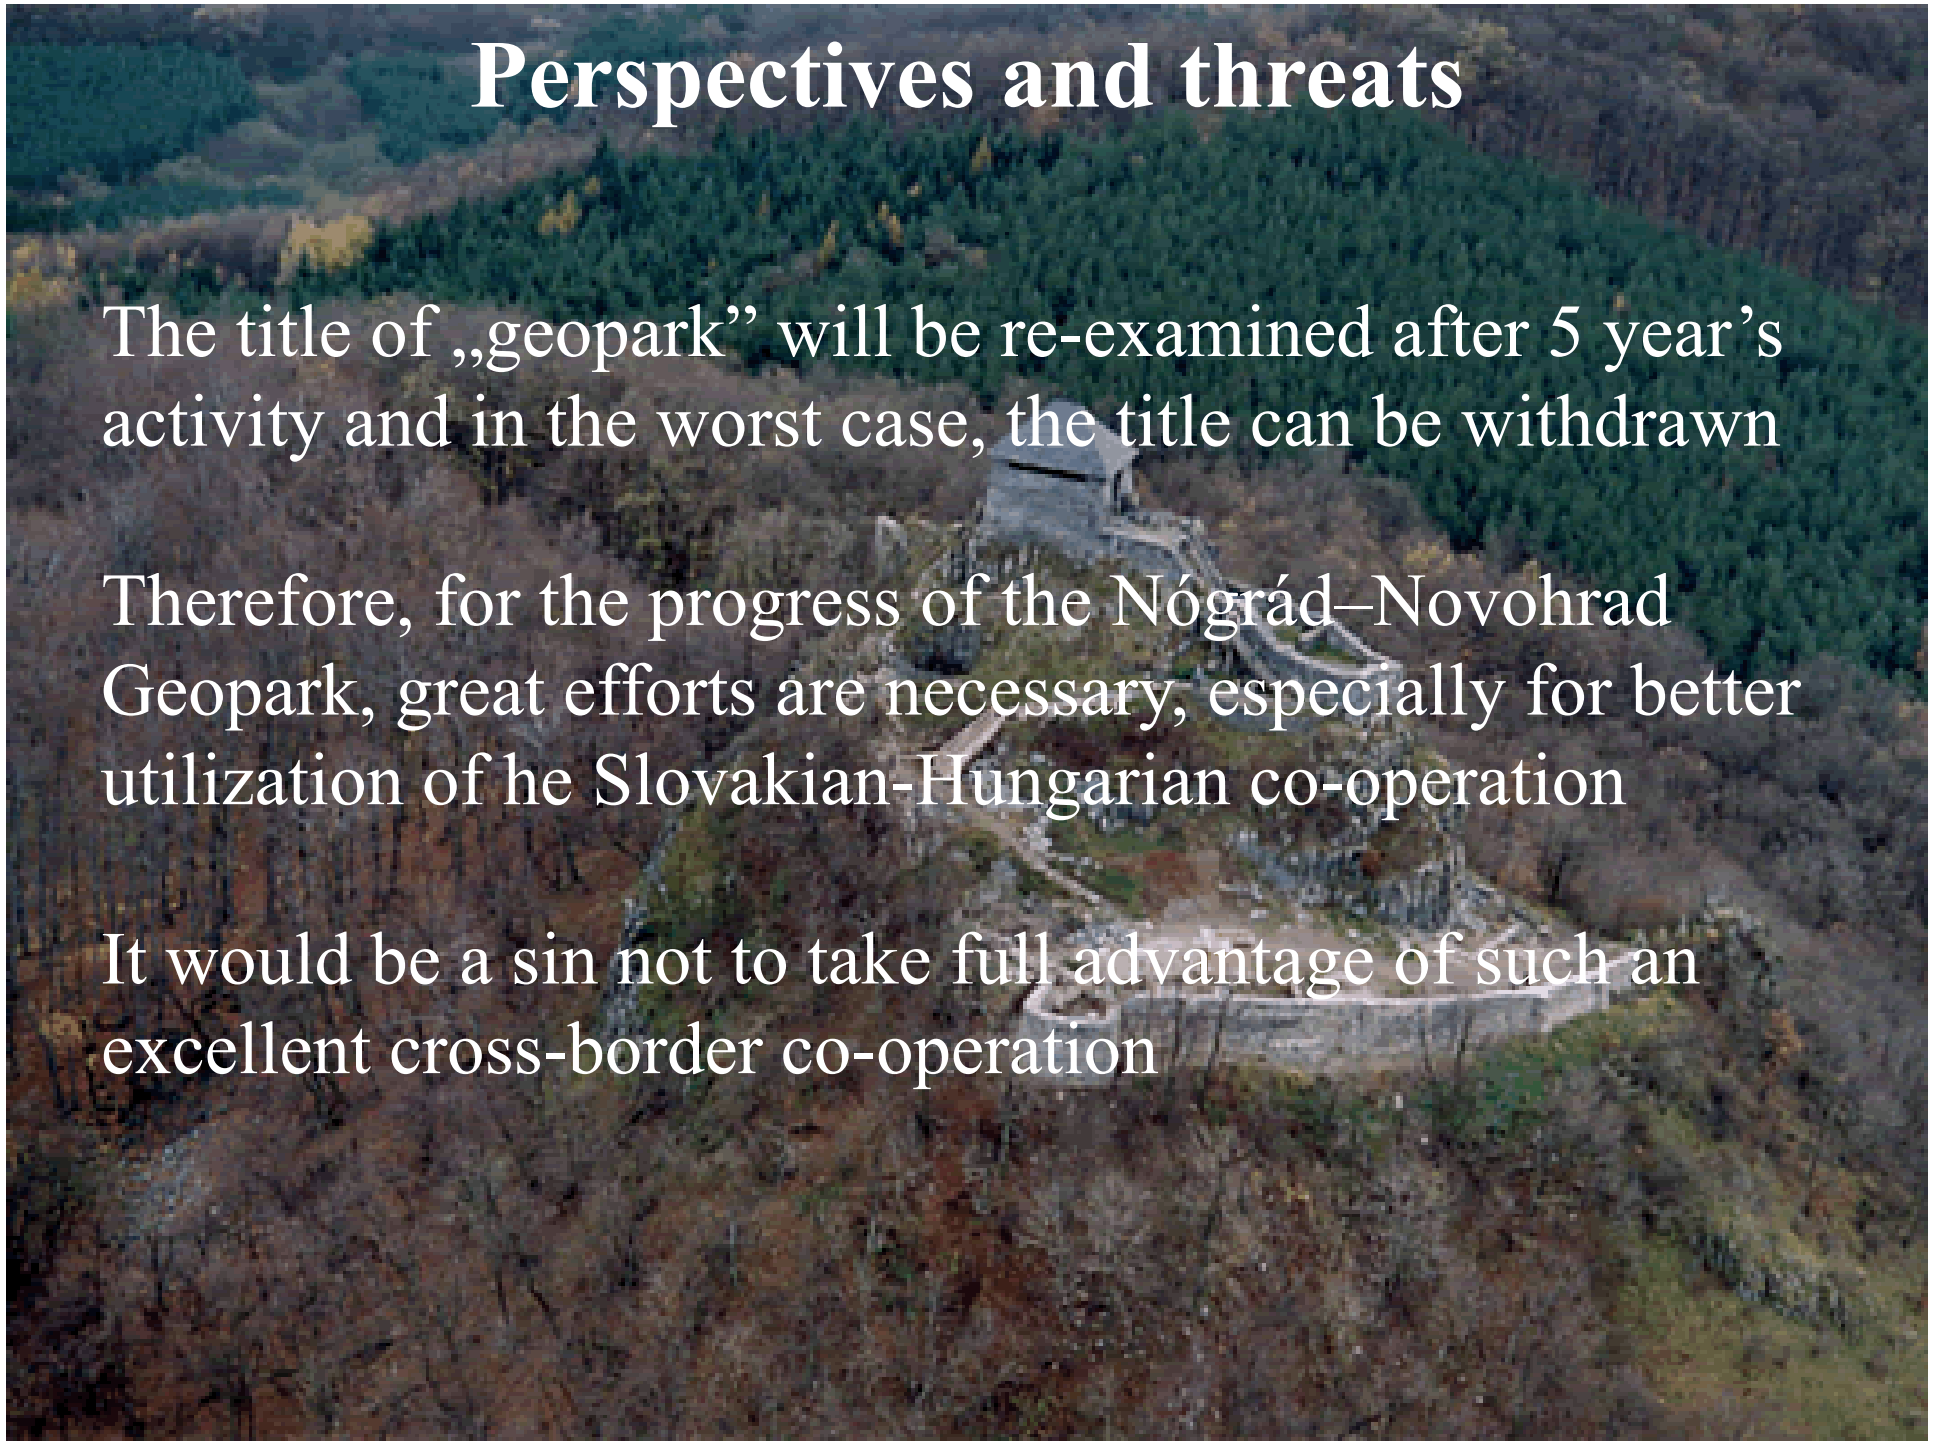 Perspectives and threats
The title of „geopark” will be re-examined after 5 year’s
activity and in the worst case, the title can be withdrawn
Therefore, for the progress of the Nógrád–Novohrad
Geopark, great efforts are necessary, especially for better
utilization of he Slovakian-Hungarian co-operation
It would be a sin not to take full advantage of such an
excellent cross-border co-operation